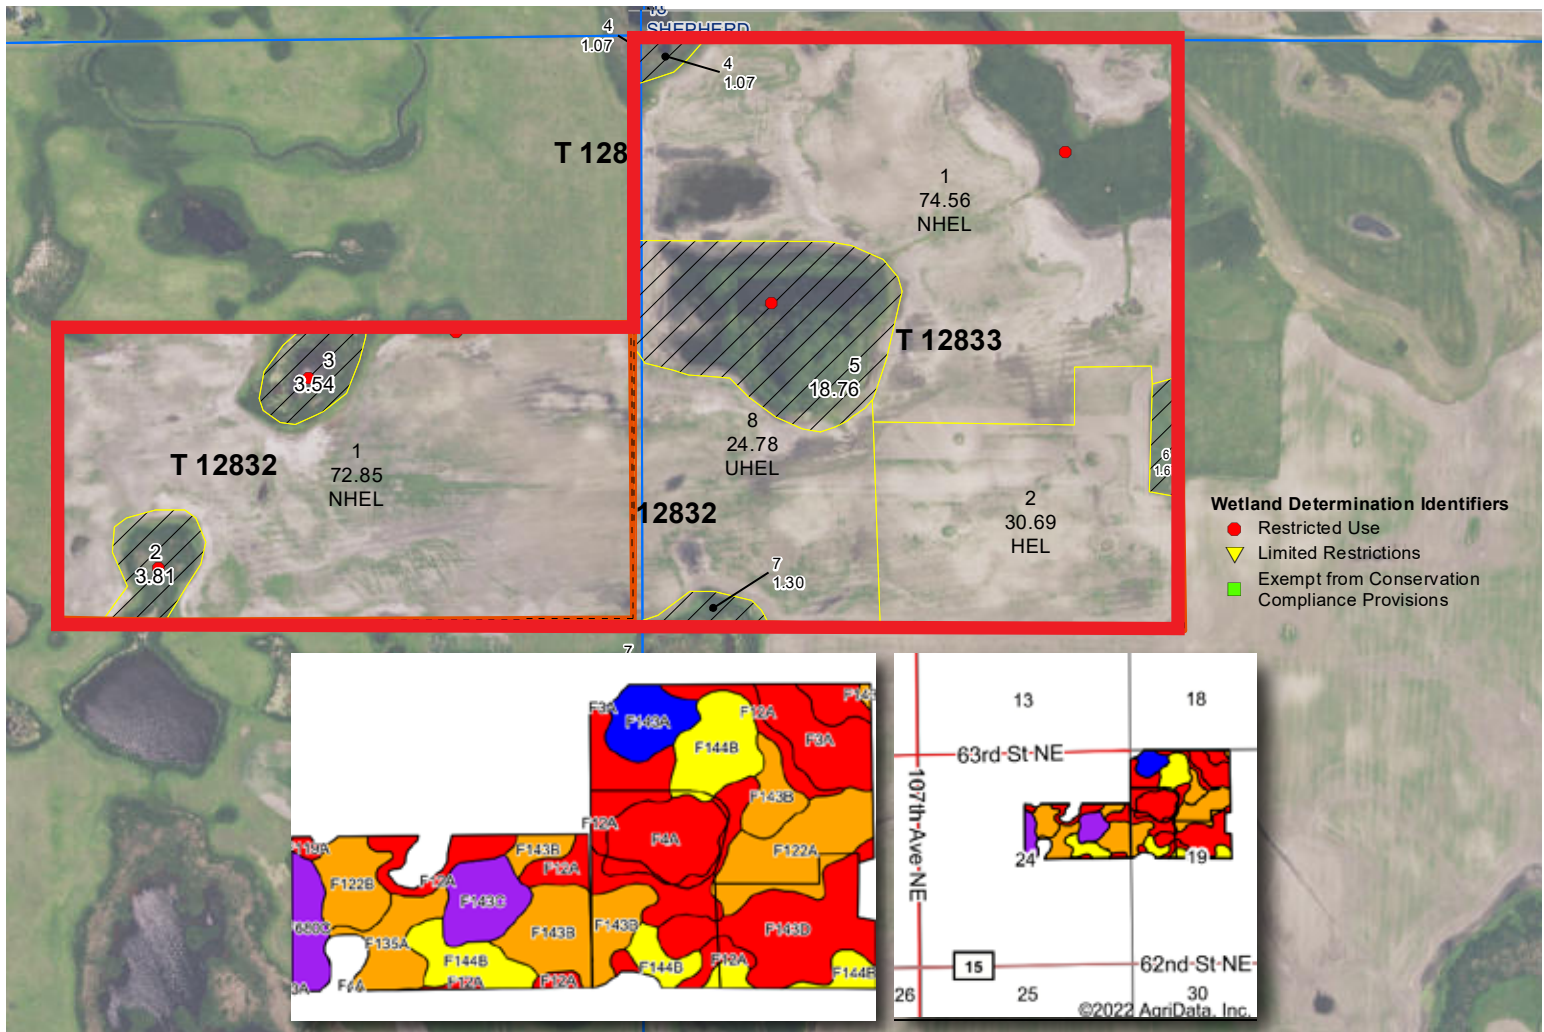 4
1.07
SHEPHERD
4
1.07
T 128
1
74.56
NHEL
T 12833
3
3.54
5
18.76
8
24.78
UHEL
T 12832
1
72.85
NHEL
12832
2
30.69
HEL
6
1.6
2
3.81
7
1.30
7
Wetland Determination Identifiers
Restricted Use
Limited Restrictions
Exempt from Conservation
Compliance Provisions
F3A
F143A
F12A
F144B
F3A
F143B
F12A
F4A
F122A
F143B
F12A
F12A
F122B
F143C
F143B
F143B
F135A
F143D
F144B
F12A
F12A
F144B
F12A
F144B
13
18
63rd St NE
107th Ave NE
24
19
15
62nd St NE
26
25
30
©2022 AgriData, Inc.